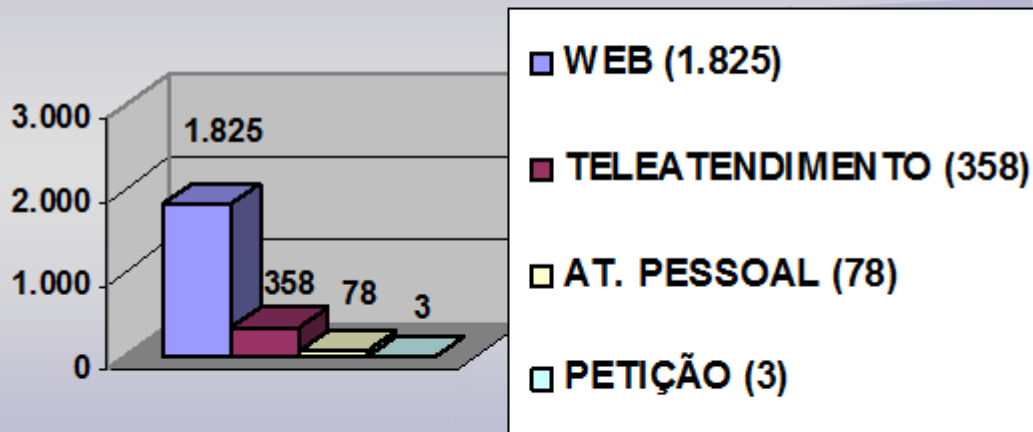 3.000
2.000
1.000
0
1.825
358
78
3
WEB (1.825)
TELEATENDIMENTO (358)
AT. PESSOAL (78)
PETIÇÃO (3)